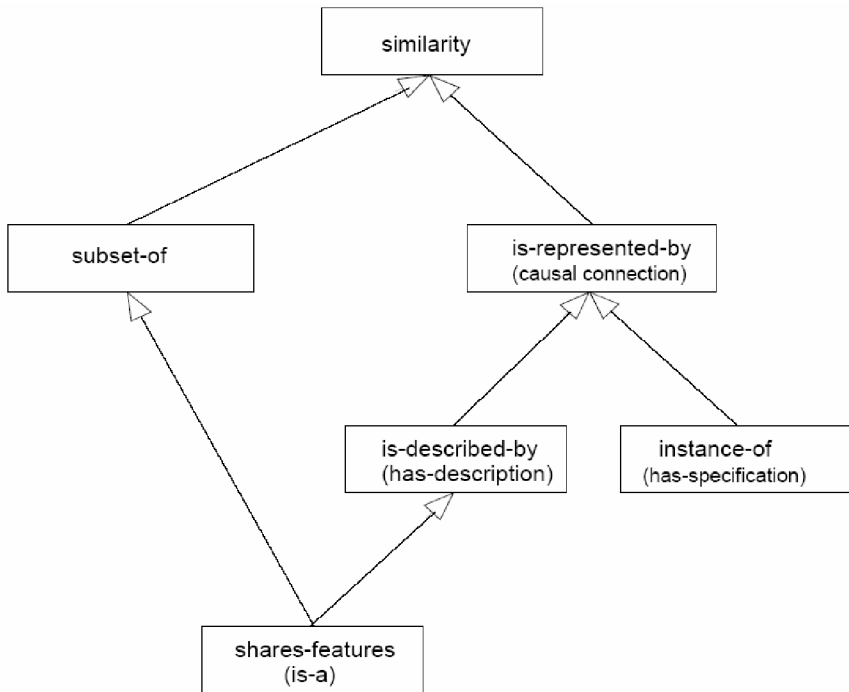 similarity
subset-of
is-represented-by
(causal connection)
is-described-by
(has-description)
instance-of
(has-specification)
shares-features
(is-a)